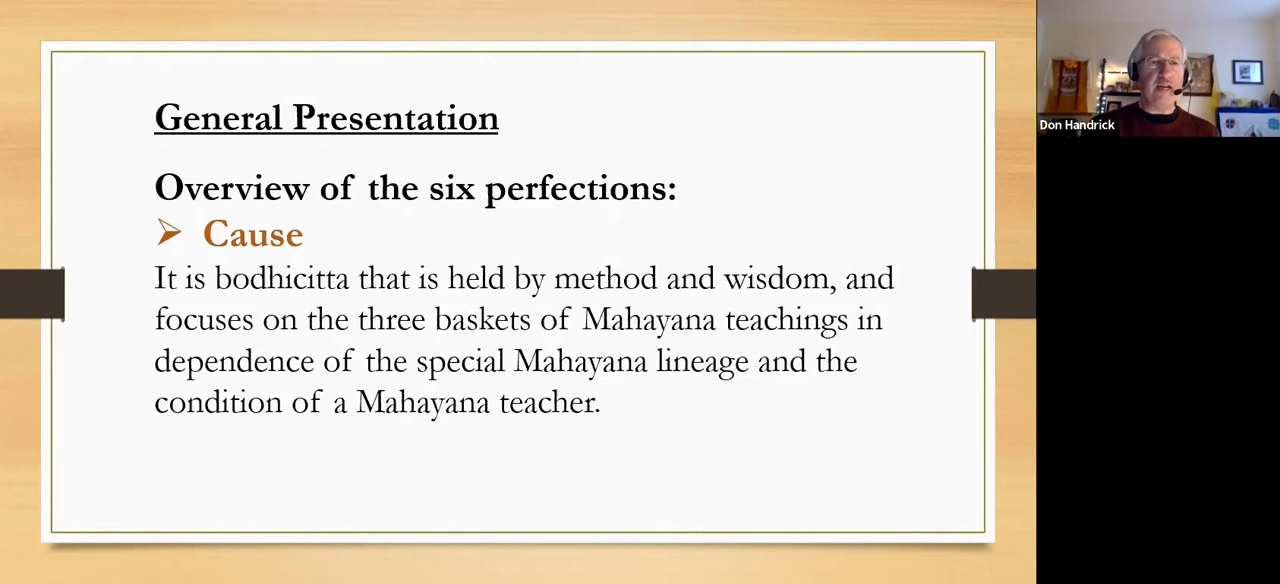 General Presentation
Overview of the six perfections:
➢ Cause
It is bodhicitta that is held by method and wisdom, and
focuses on the three baskets of Mahayana teachings in
dependence of the special Mahayana lineage and the
condition of a Mahayana teacher.
Don Handrick